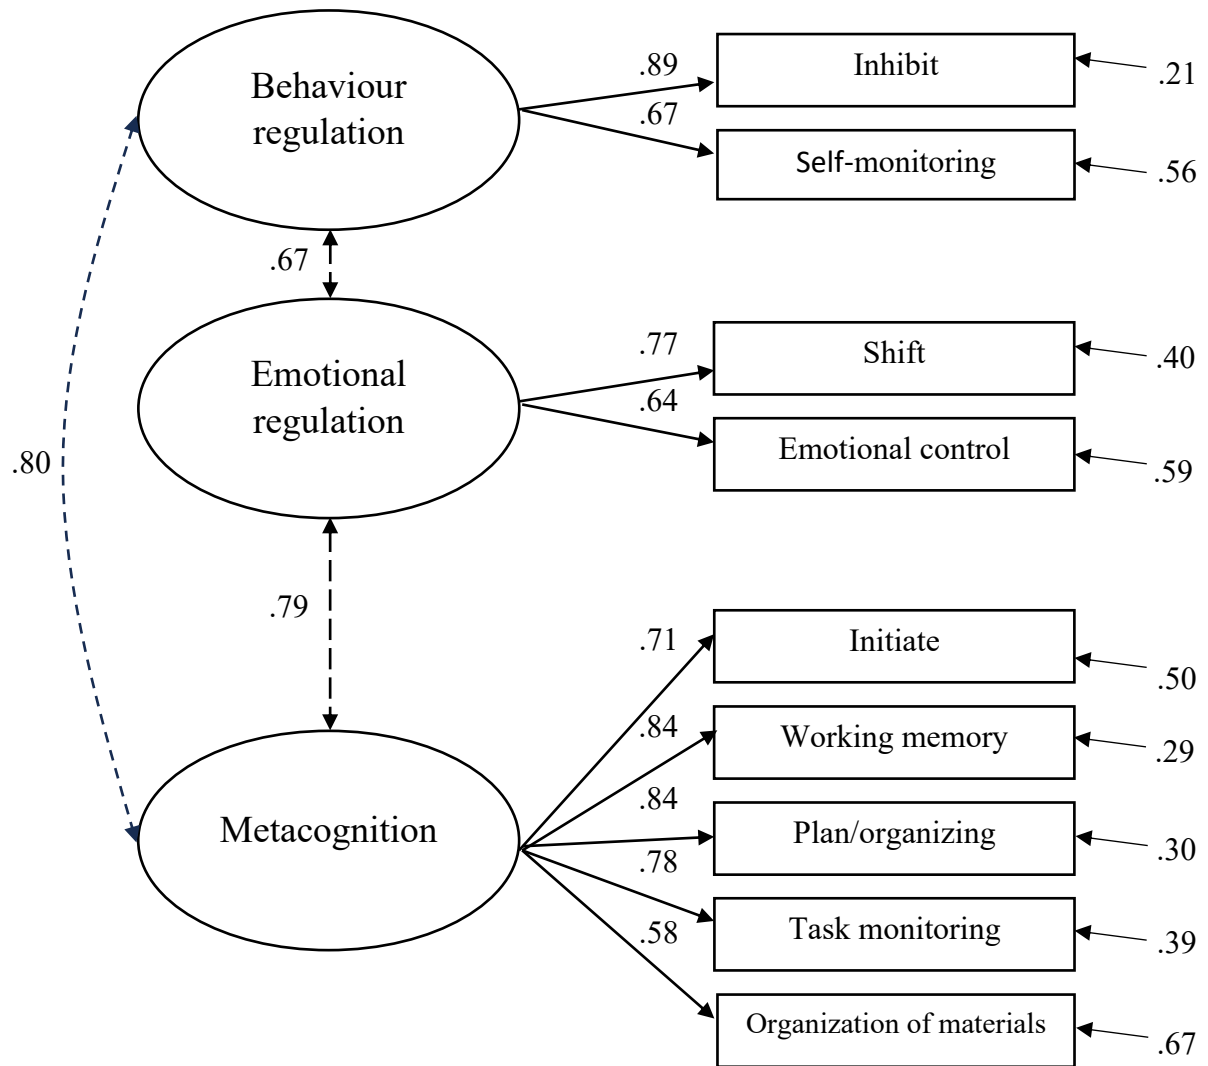 Behaviour
regulation
.89
Inhibit
.21
.67
Self-monitoring
.56
.67
Emotional
regulation
.77
Shift
.40
.64
Emotional control
.59
.80
.79
Metacognition
.71
Initiate
.50
.84
Working memory
.29
.84
Plan/organizing
.30
.78
Task monitoring
.39
.58
Organization of materials
.67